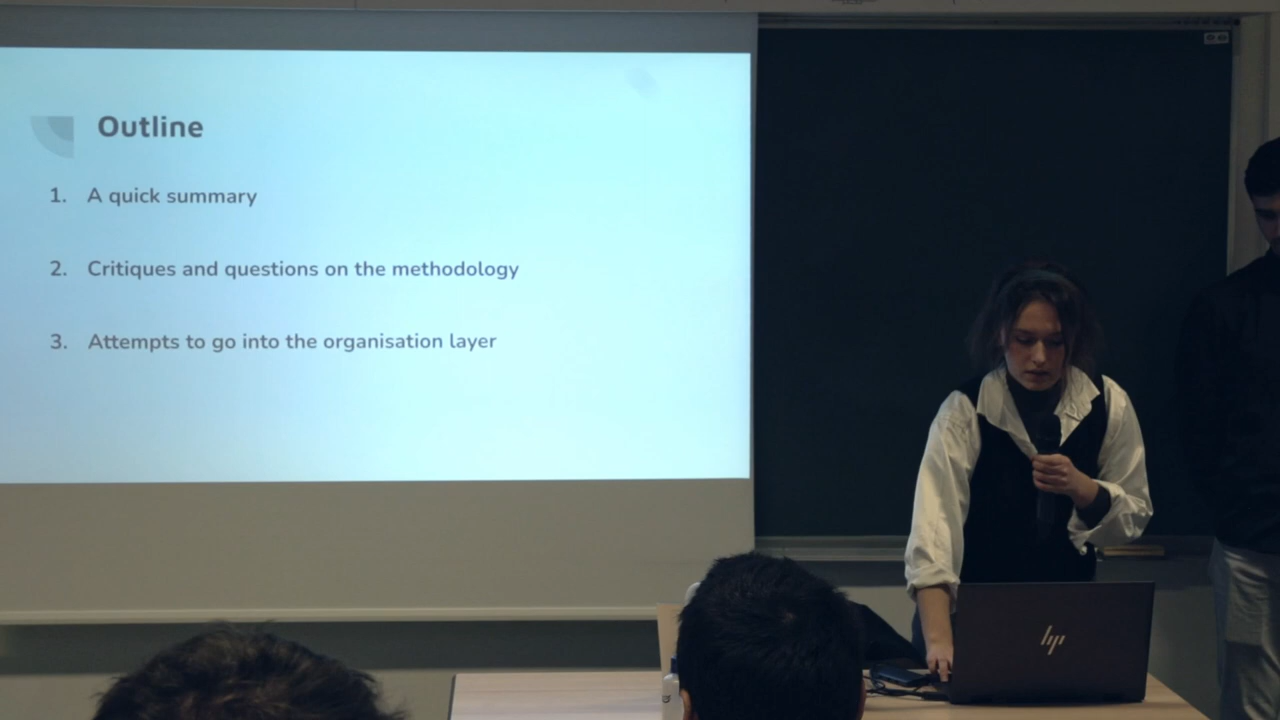 Outline
1. A quick summary
2. Critiques and questions on the methodology
3. Attempts to go into the organisation layer
hp